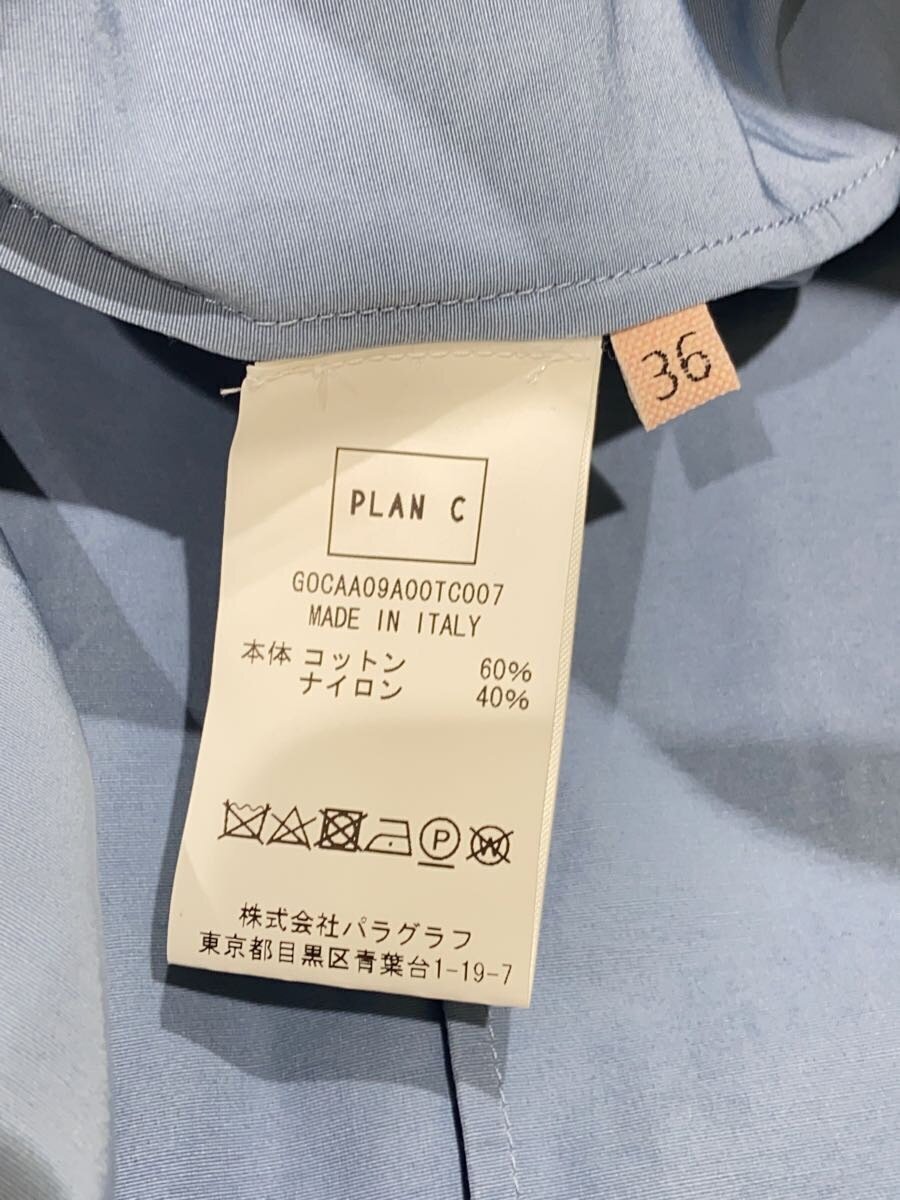 36
PLAN C
GOCAA09A00TC007
MADE IN ITALY
本体 コットン 60%
ナイロン 40%
P W
株式会社パラグラフ
東京都目黒区青葉台1-19-7